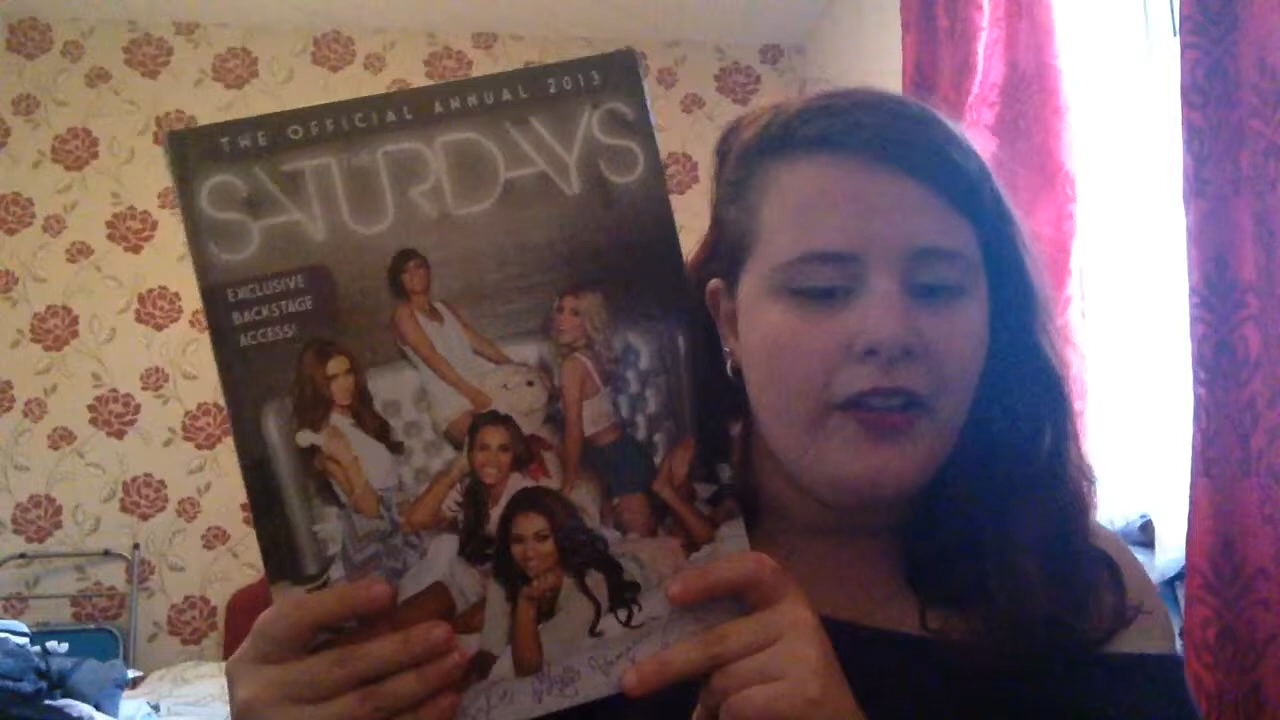 THE OFFICIAL ANNUAL 2013
SATURDAYS
EXCLUSIVE
BACKSTAGE
ACCESS!